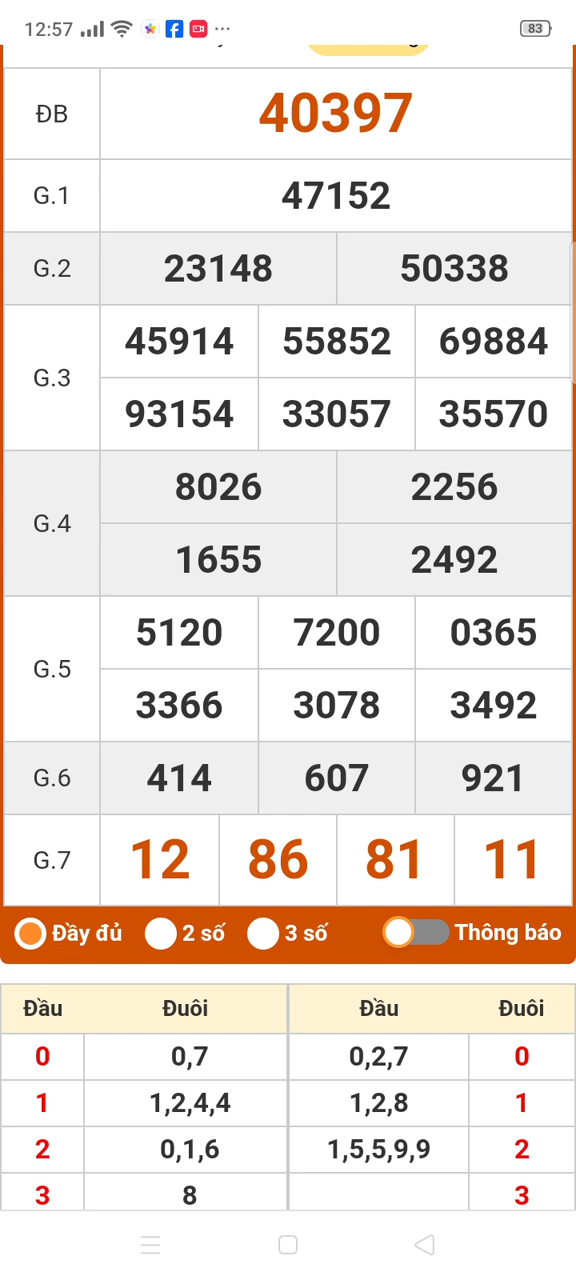 12:57 83
ĐB 40397
G.1 47152
G.2 23148 50338
G.3 45914 55852 69884
93154 33057 35570
G.4 8026 2256
1655 2492
G.5 5120 7200 0365
3366 3078 3492
G.6 414 607 921
G.7 12 86 81 11
Đầy đủ 2 số 3 số Thông báo
Đầu Đuôi Đầu Đuôi
0 0,7 0,2,7 0
1 1,2,4,4 1,2,8 1
2 0,1,6 1,5,5,9,9 2
3 8 3